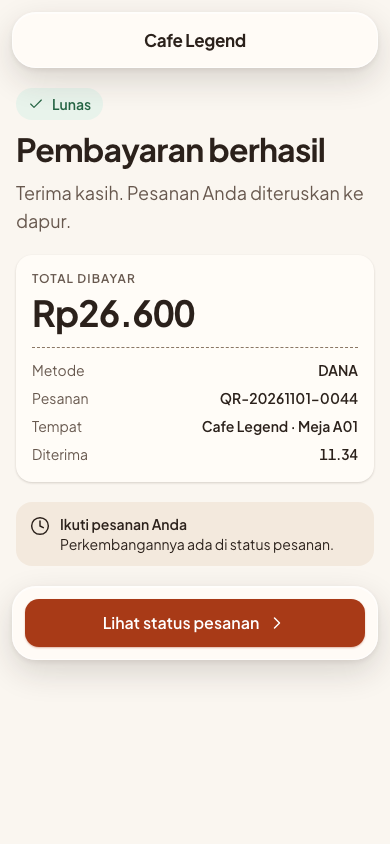 Cafe Legend
Lunas
Pembayaran berhasil
Terima kasih. Pesanan Anda diteruskan ke
dapur.
TOTAL DIBAYAR
Rp26.600
Metode DANA
Pesanan QR-20261101-0044
Tempat Cafe Legend · Meja A01
Diterima 11.34
Ikuti pesanan Anda
Perkembangannya ada di status pesanan.
Lihat status pesanan